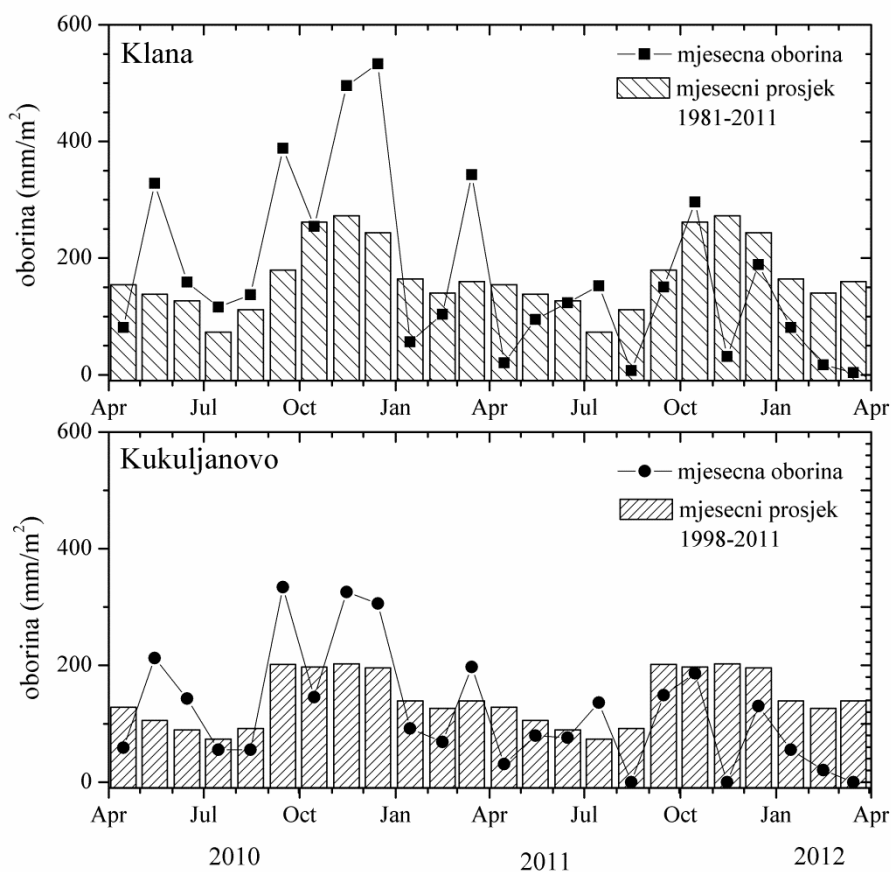 600
Klana
mjesecna oborina
mjesecni prosjek
1981-2011
400
oborina (mm/m²)
200
0
Apr Jul Oct Jan Apr Jul Oct Jan Apr
600
Kukuljanovo
mjesecna oborina
mjesecni prosjek
1998-2011
400
oborina (mm/m²)
200
0
Apr Jul Oct Jan Apr Jul Oct Jan Apr
2010 2011 2012